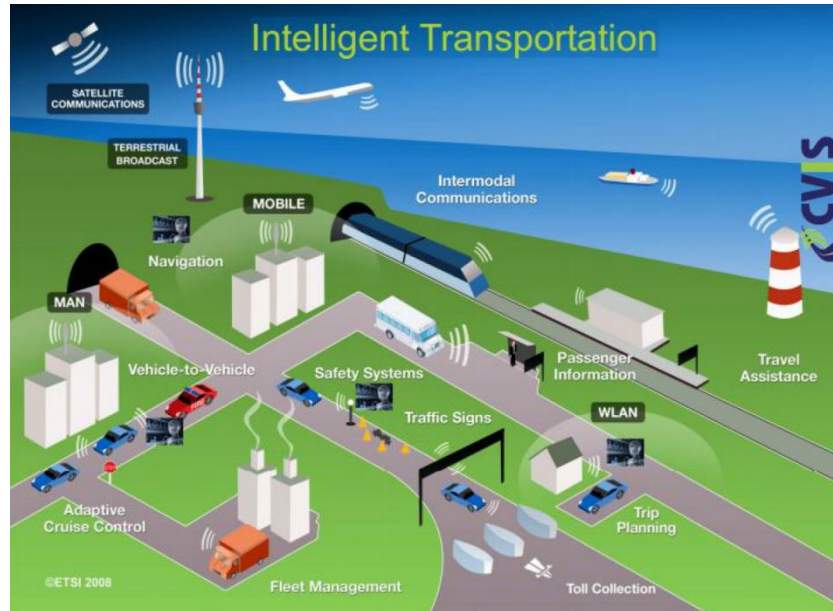 Intelligent Transportation
SATELLITE
COMMUNICATIONS
TERRESTRIAL
BROADCAST
Intermodal
Communications
CVIS
MOBILE
Navigation
MAN
Vehicle-to-Vehicle
Safety Systems
Passenger
Information
Travel
Assistance
Traffic Signs
WLAN
Adaptive
Cruise Control
Trip
Planning
©ETSI 2008
Fleet Management
Toll Collection